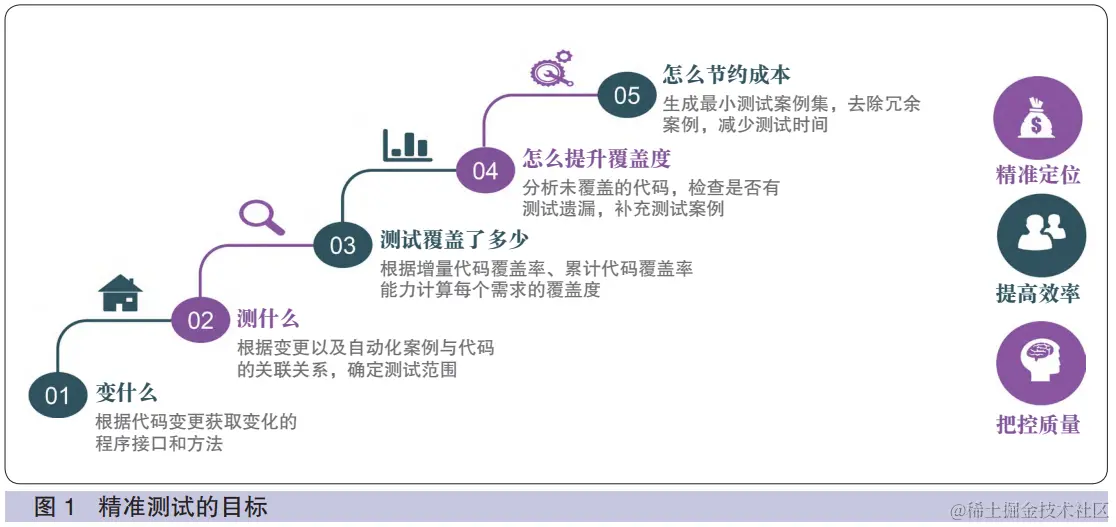 05
怎么节约成本
生成最小测试案例集，去除冗余
案例，减少测试时间
04
怎么提升覆盖度
分析未覆盖的代码，检查是否有
测试遗漏，补充测试案例
03
测试覆盖了多少
根据增量代码覆盖率、累计代码覆盖率
能力计算每个需求的覆盖度
02
测什么
根据变更以及自动化案例与代码
的关联关系，确定测试范围
01
变什么
根据代码变更获取变化的
程序接口和方法
$
精准定位
提高效率
把控质量
图 1 精准测试的目标
@稀土掘金技术社区